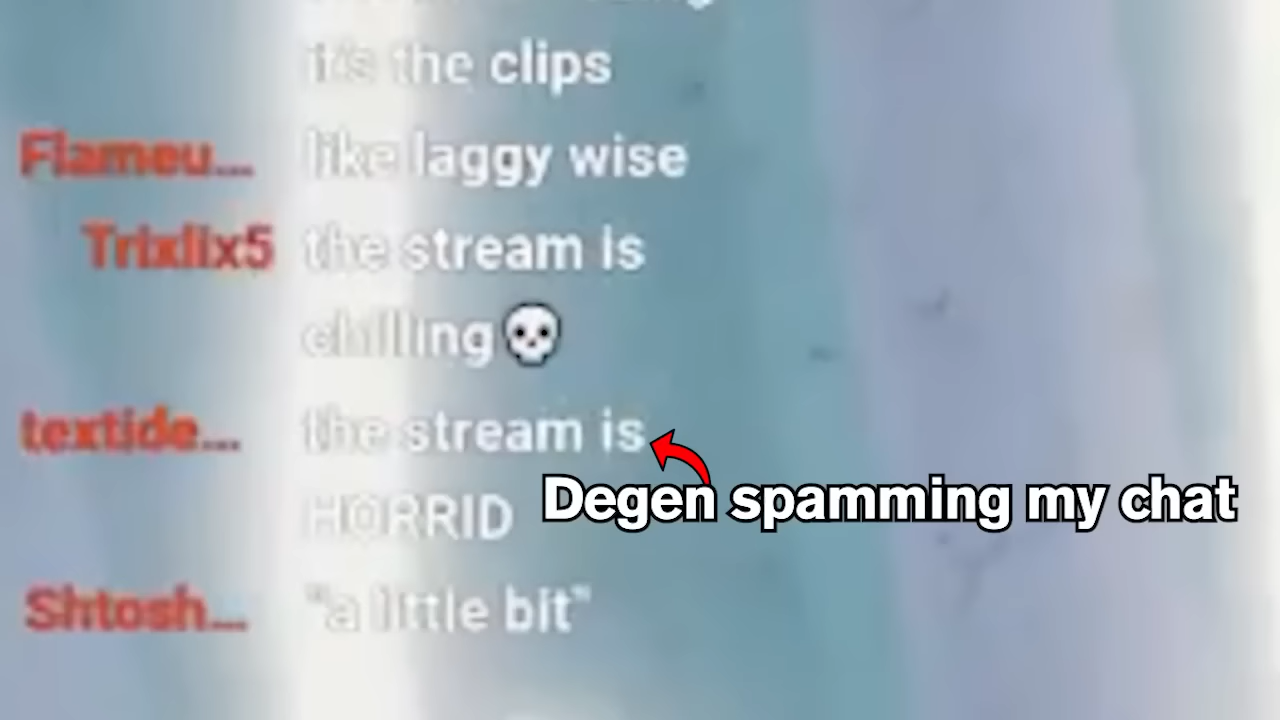 it's the clips
Flameu... like laggy wise
Trixlix5 the stream is
chilling💀
textide... the stream is
HORRID
Degen spamming my chat
Shtosh... "a little bit"